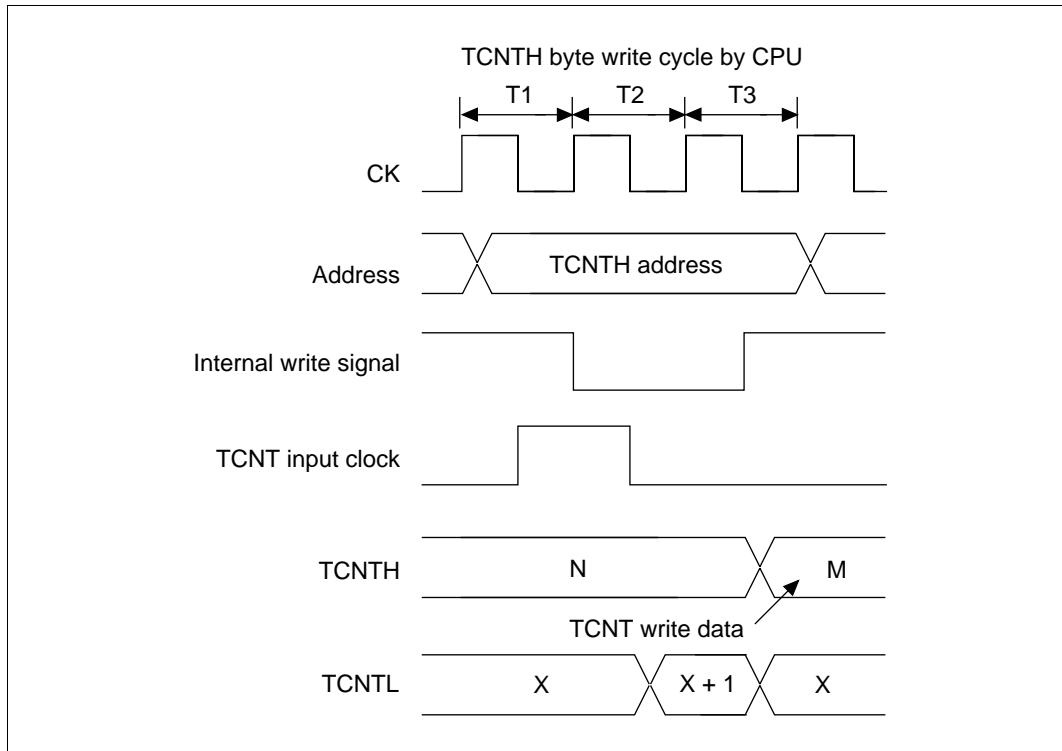 TCNTH byte write cycle by CPU
T1 T2 T3
CK
Address TCNTH address
Internal write signal
TCNT input clock
TCNTH N M
TCNT write data
TCNTL X X + 1 X